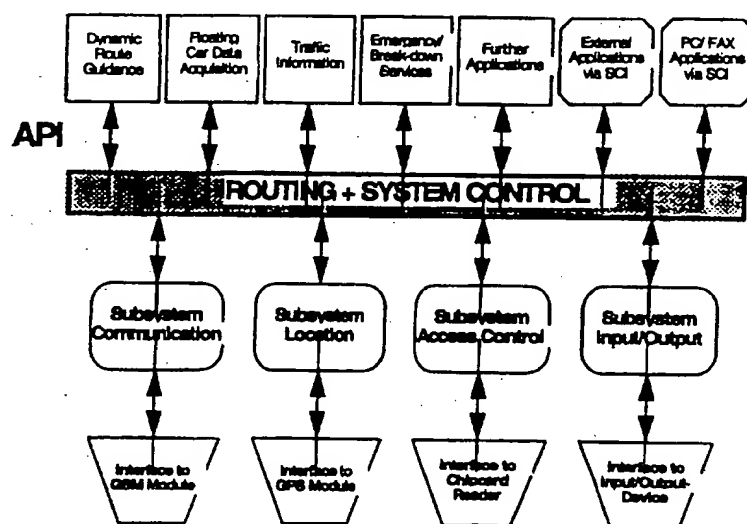 Dynamic
Route
Guidance
Floating
Car Data
Acquisition
Traffic
Information
Emergency/
Break-down
Services
Further
Applications
External
Applications
via SCI
PC/ FAX
Applications
via SCI
API
ROUTING + SYSTEM CONTROL
Subsystem
Communication
Subsystem
Location
Subsystem
Access Control
Subsystem
Input/Output
Interface to
GSM Module
Interface to
GPS Module
Interface to
Chipcard
Reader
Interface to
Input/Output-
Device